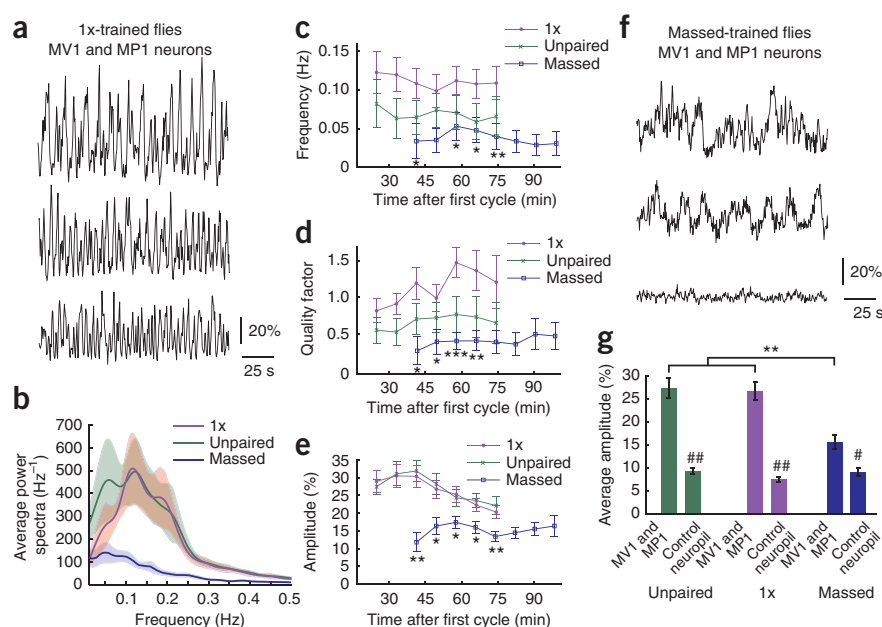 a
1x-trained flies
MV1 and MP1 neurons
20%
25 s
b
Average power
spectra (Hz⁻¹)
700
600
500
400
300
200
100
0
0.1
0.2
0.3
0.4
0.5
Frequency (Hz)
1x
Unpaired
Massed
c
Frequency (Hz)
0.15
0.10
0.05
0
1x
Unpaired
Massed
*
*
*
**
30
45
60
75
90
Time after first cycle (min)
d
Quality factor
1.5
1.0
0.5
0
1x
Unpaired
Massed
*
*
***
**
30
45
60
75
90
Time after first cycle (min)
e
Amplitude (%)
35
30
25
20
15
10
5
0
1x
Unpaired
Massed
**
*
*
*
**
30
45
60
75
90
Time after first cycle (min)
f
Massed-trained flies
MV1 and MP1 neurons
20%
25 s
g
Average amplitude (%)
30
25
20
15
10
5
0
**
##
##
#
MV1 and
MP1
Control
neuropil
MV1 and
MP1
Control
neuropil
MV1 and
MP1
Control
neuropil
Unpaired
1x
Massed